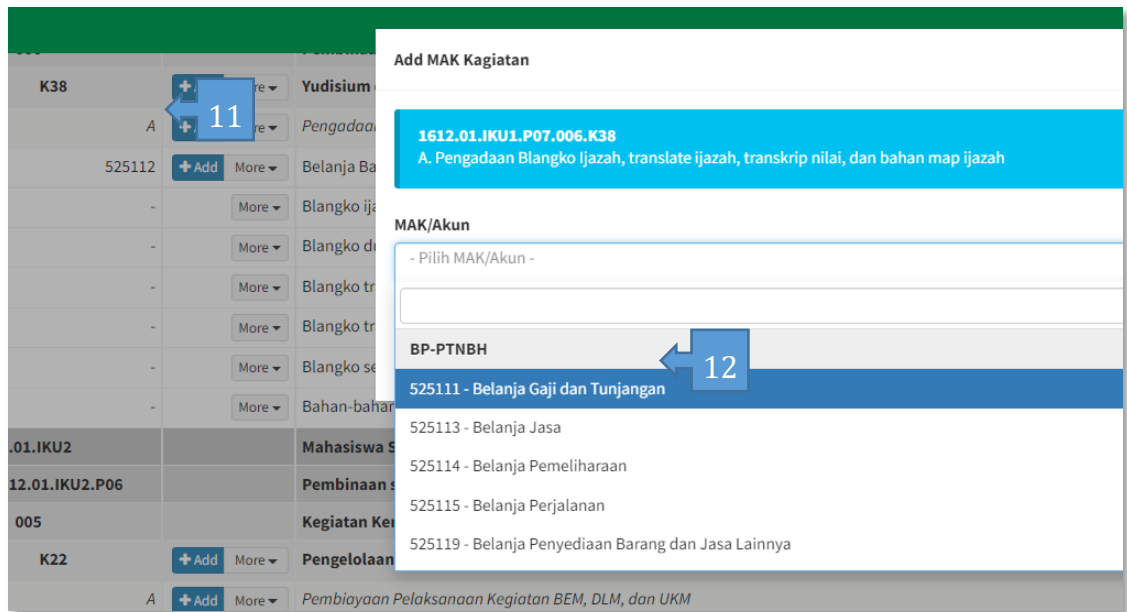 Add MAK Kagiatan
K38 More Yudisium
11
A Pengadaa
1612.01.IKU1.P07.006.K38
A. Pengadaan Blangko Ijazah, translate ijazah, transkrip nilai, dan bahan map ijazah
525112 Add More Belanja Ba
- More Blangko ija
MAK/Akun
- More Blangko du
- Pilih MAK/Akun -
- More Blangko tr
- More Blangko tr
BP-PTNBH
12
- More Blangko se
525111 - Belanja Gaji dan Tunjangan
- More Bahan-bahan
525113 - Belanja Jasa
.01.IKU2 Mahasiswa S
525114 - Belanja Pemeliharaan
12.01.IKU2.P06 Pembinaan s
525115 - Belanja Perjalanan
005 Kegiatan Ke
525119 - Belanja Penyediaan Barang dan Jasa Lainnya
K22 Add More Pengelolaan
A Add More Pembiayaan Pelaksanaan Kegiatan BEM, DLM, dan UKM